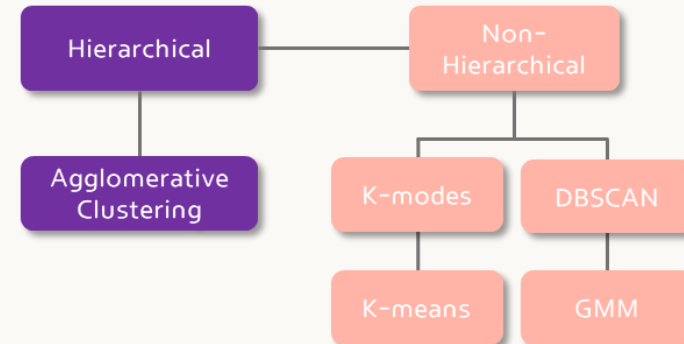 Hierarchical
Non-
Hierarchical
Agglomerative
Clustering
K-modes
DBSCAN
K-means
GMM